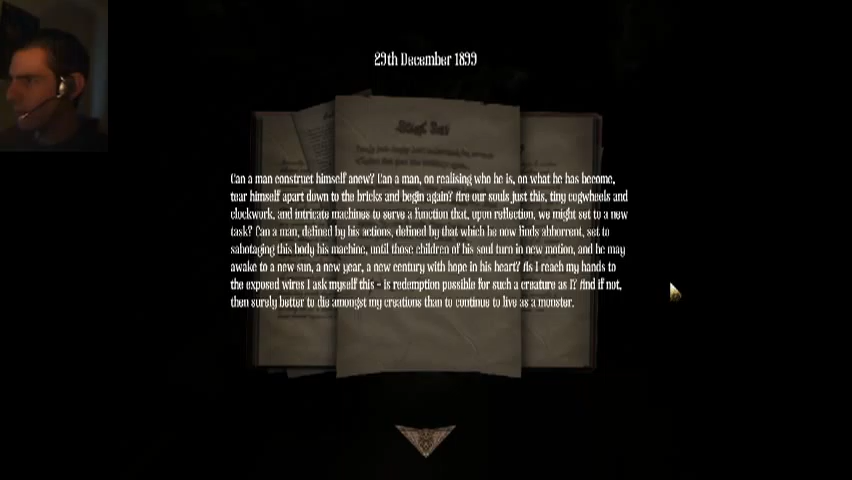 29th December 1899
Can a man construct himself anew? Can a man, on realising who he is, on what he has become,
tear himself apart down to the bricks and begin again? Are our souls just this, tiny cogwheels and
clockwork, and intricate machines to serve a function that, upon reflection, we might set to a new
task? Can a man, defined by his actions, defined by that which he now finds abhorrent, set to
sabotaging this body his machine, until those children of his soul turn in new motion, and he may
awake to a new sun, a new year, a new century with hope in his heart? As I reach my hands to
the exposed wires I ask myself this - is redemption possible for such a creature as I? And if not,
then surely better to die amongst my creations than to continue to live as a monster.